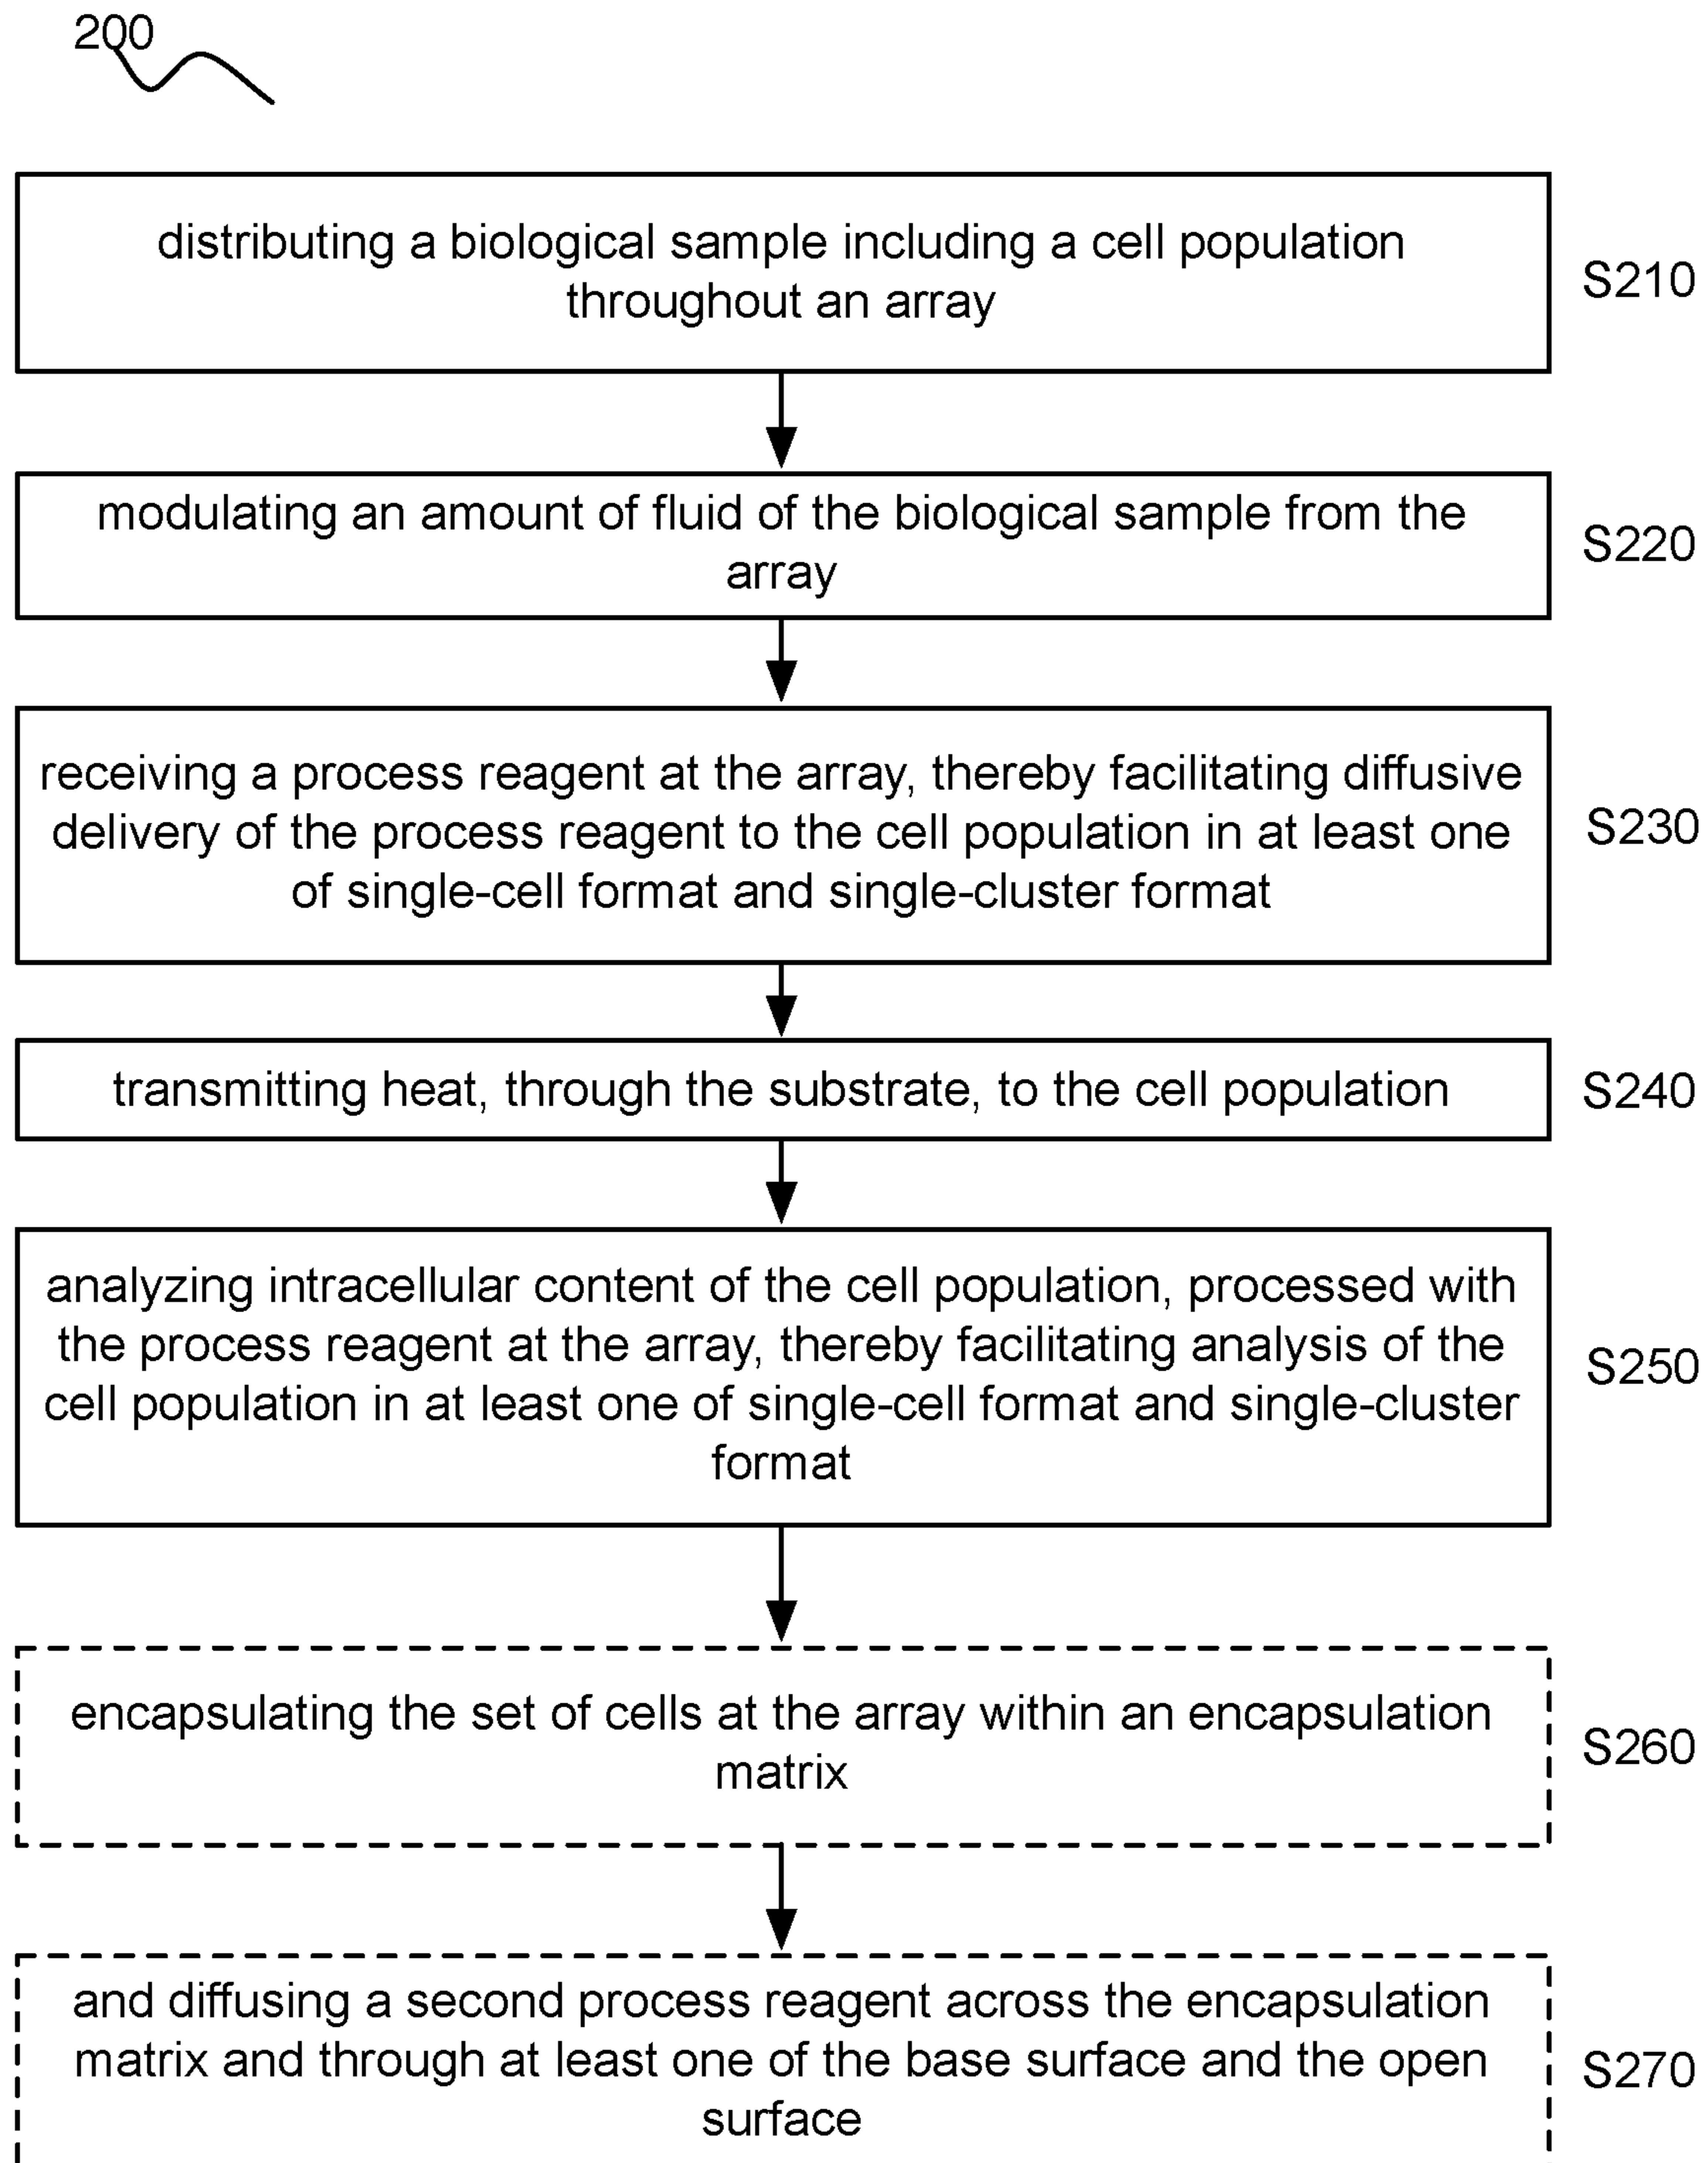 200
distributing a biological sample including a cell population
throughout an array
S210
modulating an amount of fluid of the biological sample from the
array
S220
receiving a process reagent at the array, thereby facilitating diffusive
delivery of the process reagent to the cell population in at least one
of single-cell format and single-cluster format
S230
transmitting heat, through the substrate, to the cell population
S240
analyzing intracellular content of the cell population, processed with
the process reagent at the array, thereby facilitating analysis of the
cell population in at least one of single-cell format and single-cluster
format
S250
encapsulating the set of cells at the array within an encapsulation
matrix
S260
and diffusing a second process reagent across the encapsulation
matrix and through at least one of the base surface and the open
surface
S270